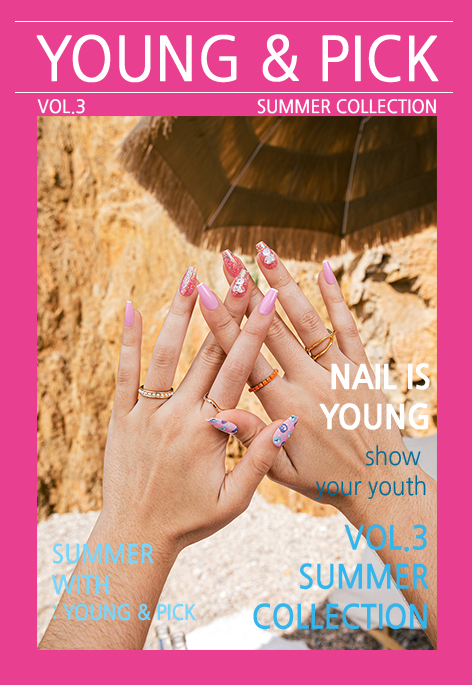 YOUNG & PICK
VOL.3 SUMMER COLLECTION
NAIL IS
YOUNG
show
your youth
VOL.3
SUMMER
COLLECTION
SUMMER
WITH
: YOUNG & PICK